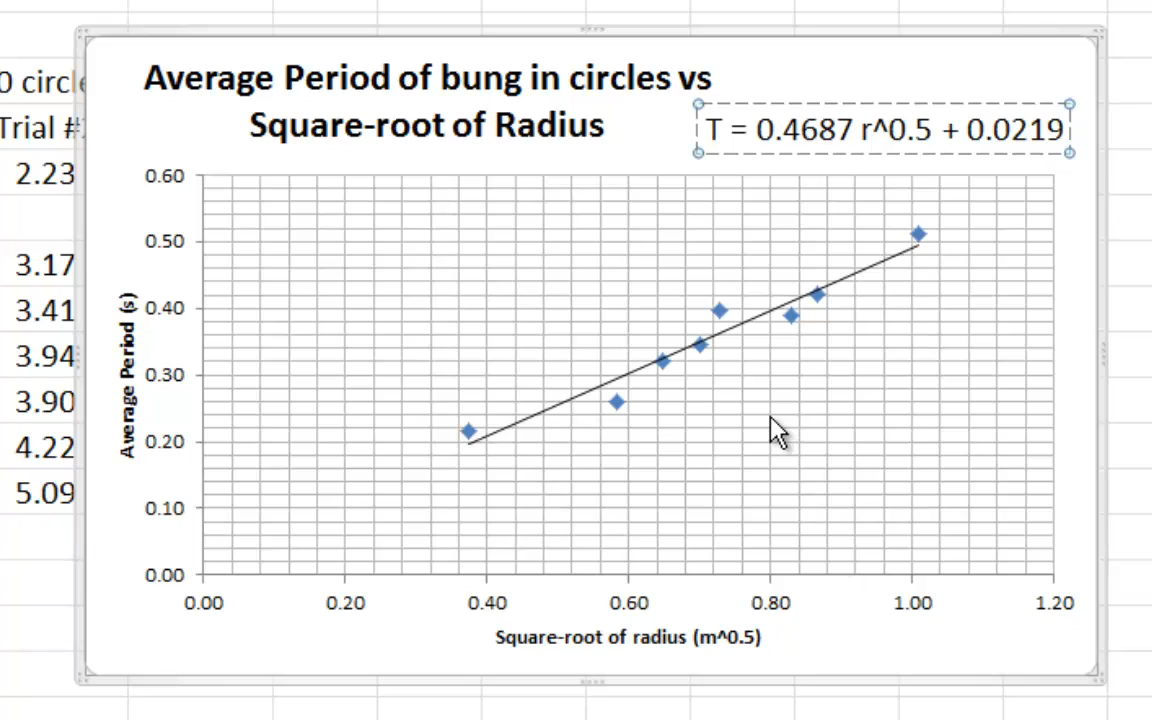 0 circle
Trial #
2.23
3.17
3.41
3.94
3.90
4.22
5.09
Average Period of bung in circles vs
Square-root of Radius
T = 0.4687 r^0.5 + 0.0219
0.60
0.50
0.40
0.30
0.20
0.10
0.00
Average Period (s)
0.00 0.20 0.40 0.60 0.80 1.00 1.20
Square-root of radius (m^0.5)